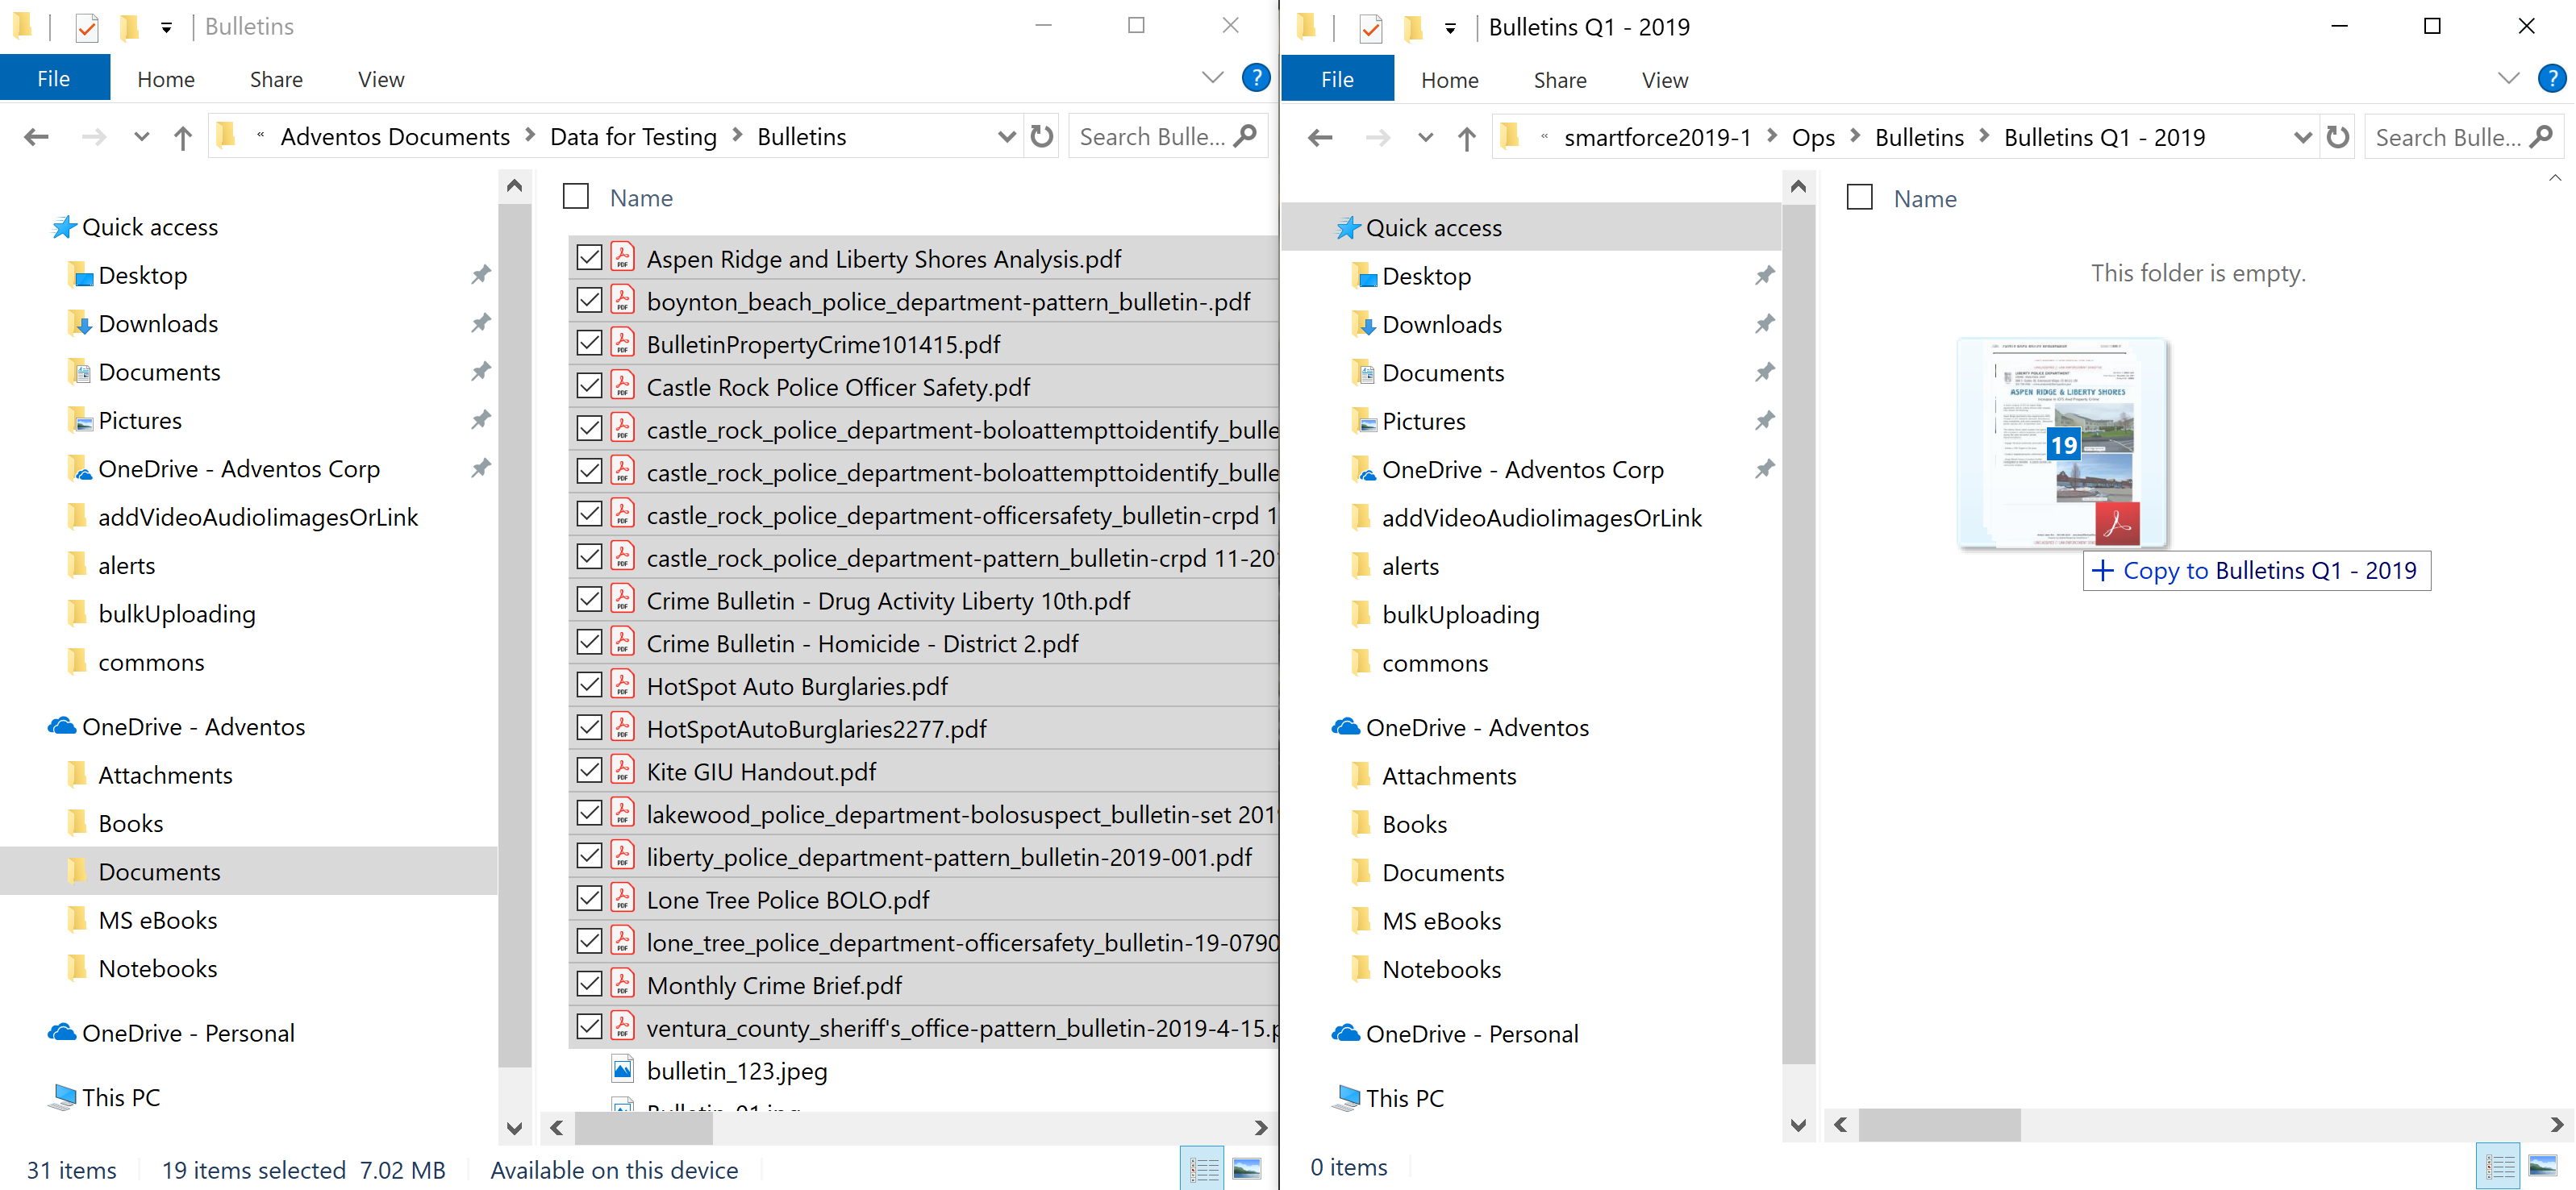 Bulletins
File Home Share View
« Adventos Documents > Data for Testing > Bulletins
Search Bulle...
Quick access
Desktop
Downloads
Documents
Pictures
OneDrive - Adventos Corp
addVideoAudioIimagesOrLink
alerts
bulkUploading
commons
OneDrive - Adventos
Attachments
Books
Documents
MS eBooks
Notebooks
OneDrive - Personal
This PC
Name
Aspen Ridge and Liberty Shores Analysis.pdf
boynton_beach_police_department-pattern_bulletin-.pdf
BulletinPropertyCrime101415.pdf
Castle Rock Police Officer Safety.pdf
castle_rock_police_department-boloattempttoidentify_bulle
castle_rock_police_department-boloattempttoidentify_bulle
castle_rock_police_department-officersafety_bulletin-crpd 1
castle_rock_police_department-pattern_bulletin-crpd 11-20
Crime Bulletin - Drug Activity Liberty 10th.pdf
Crime Bulletin - Homicide - District 2.pdf
HotSpot Auto Burglaries.pdf
HotSpotAutoBurglaries2277.pdf
Kite GIU Handout.pdf
lakewood_police_department-bolosuspect_bulletin-set 201
liberty_police_department-pattern_bulletin-2019-001.pdf
Lone Tree Police BOLO.pdf
lone_tree_police_department-officersafety_bulletin-19-0790
Monthly Crime Brief.pdf
ventura_county_sheriff's_office-pattern_bulletin-2019-4-15.p
bulletin_123.jpeg
Bulletin_01.jpg
31 items 19 items selected 7.02 MB Available on this device
Bulletins Q1 - 2019
File Home Share View
« smartforce2019-1 > Ops > Bulletins > Bulletins Q1 - 2019
Search Bulle...
Quick access
Desktop
Downloads
Documents
Pictures
OneDrive - Adventos Corp
addVideoAudioIimagesOrLink
alerts
bulkUploading
commons
OneDrive - Adventos
Attachments
Books
Documents
MS eBooks
Notebooks
OneDrive - Personal
This PC
Name
This folder is empty.
LIBERTY POLICE DEPARTMENT
ASPEN RIDGE & LIBERTY SHORES
19
+ Copy to Bulletins Q1 - 2019
0 items